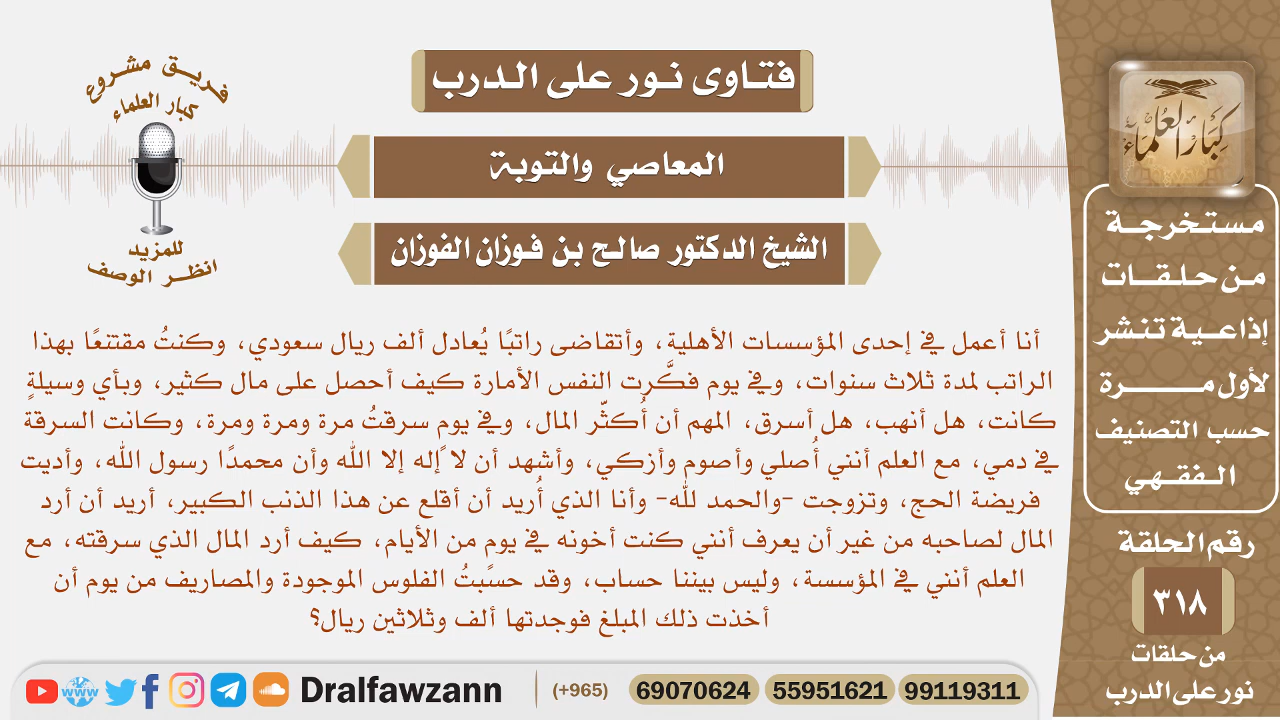 فتاوى نور على الدرب
المعاصي والتوبة
الشيخ الدكتور صالح بن فوزان الفوزان
فريق مشروع
كبار العلماء
للمزيد
انظر الوصف
كبار العلماء
مستخرجة
من حلقات
إذاعية تنشر
لأول مرة
حسب التصنيف
الفقهي
رقم الحلقة
٣١٨
من حلقات
نور على الدرب
أنا أعمل في إحدى المؤسسات الأهلية، وأتقاضى راتبًا يُعادل ألف ريال سعودي، وكنتُ مقتنعًا بهذا
الراتب لمدة ثلاث سنوات، وفي يوم فكَّرت النفس الأمارة كيف أحصل على مال كثير، وبأي وسيلةٍ
كانت، هل أنهب، هل أسرق، المهم أن أُكثّر المال، وفي يوم سرقتُ مرة ومرة ومرة، وكانت السرقة
في دمي، مع العلم أنني أُصلي وأصوم وأزكي، وأشهد أن لا إله إلا الله وأن محمدًا رسول الله، وأديت
فريضة الحج، وتزوجت -والحمد لله- وأنا الذي أُريد أن أقلع عن هذا الذنب الكبير، أريد أن أرد
المال لصاحبه من غير أن يعرف أنني كنت أخونه في يوم من الأيام، كيف أرد المال الذي سرقته، مع
العلم أنني في المؤسسة، وليس بيننا حساب، وقد حسَبتُ الفلوس الموجودة والمصاريف من يوم أن
أخذت ذلك المبلغ فوجدتها ألف وثلاثين ريال؟
Dralfawzann
(+965)
69070624
55951621
99119311
www